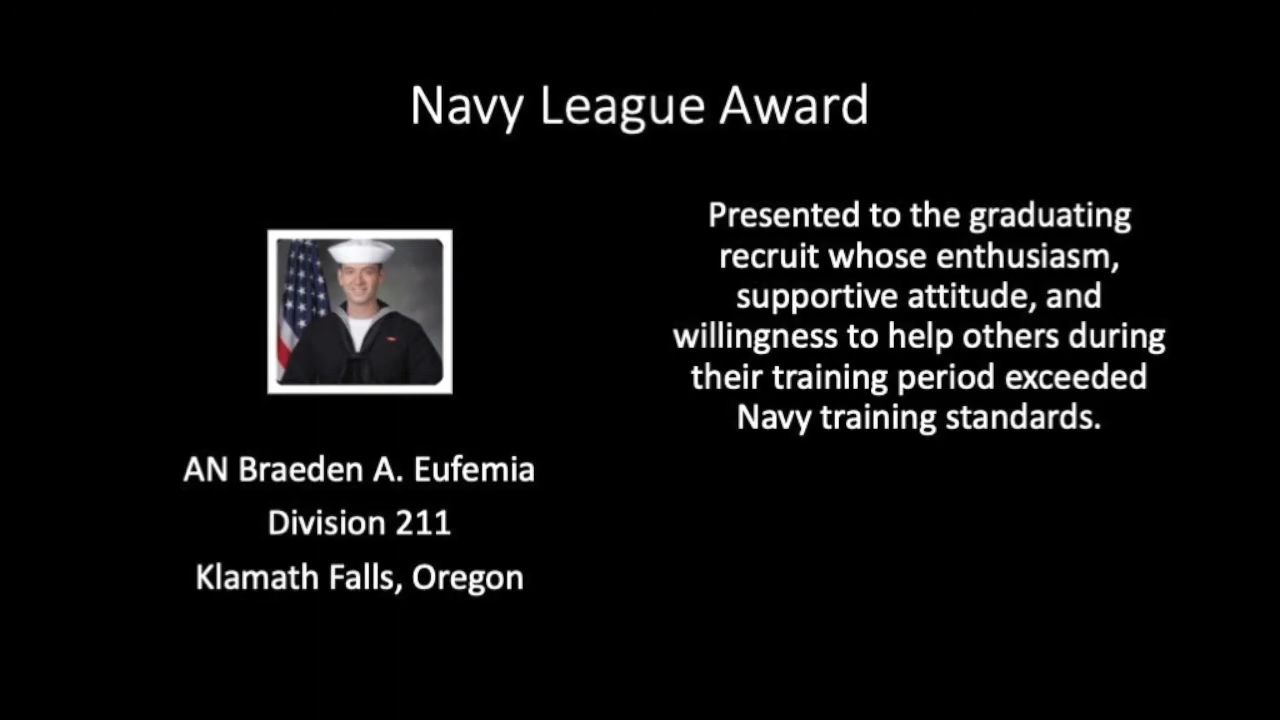 Navy League Award
Presented to the graduating
recruit whose enthusiasm,
supportive attitude, and
willingness to help others during
their training period exceeded
Navy training standards.
AN Braeden A. Eufemia
Division 211
Klamath Falls, Oregon